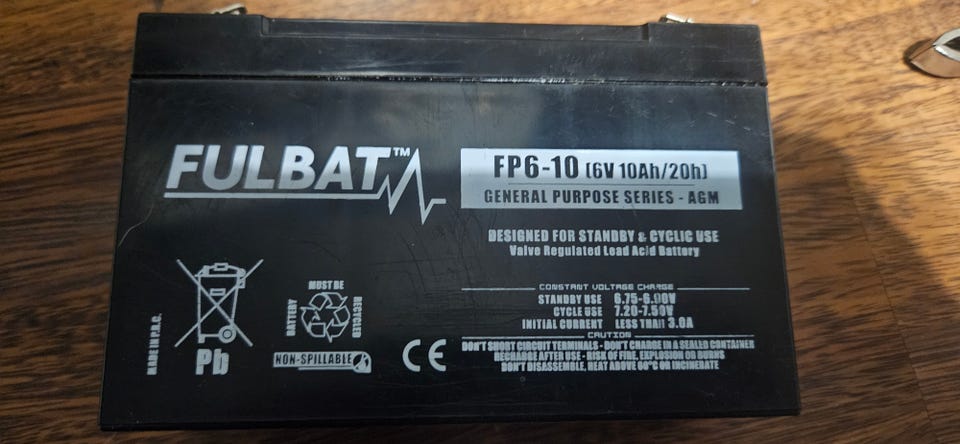 FULBAT™
FP6-10 (6V 10Ah/20h)
GENERAL PURPOSE SERIES - AGM
DESIGNED FOR STANDBY & CYCLIC USE
Valve Regulated Lead Acid Battery
CONSTANT VOLTAGE CHARGE
STANDBY USE 6.75-6.90V
CYCLE USE 7.20-7.50V
INITIAL CURRENT LESS THAN 3.0A
CAUTION
DON'T SHORT CIRCUIT TERMINALS - DON'T CHARGE IN A SEALED CONTAINER
RECHARGE AFTER USE - RISK OF FIRE, EXPLOSION OR BURNS
DON'T DISASSEMBLE, HEAT ABOVE 60°C OR INCINERATE
MADE IN P.R.C.
Pb
BATTERY
MUST BE
RECYCLED
NON-SPILLABLE
CE